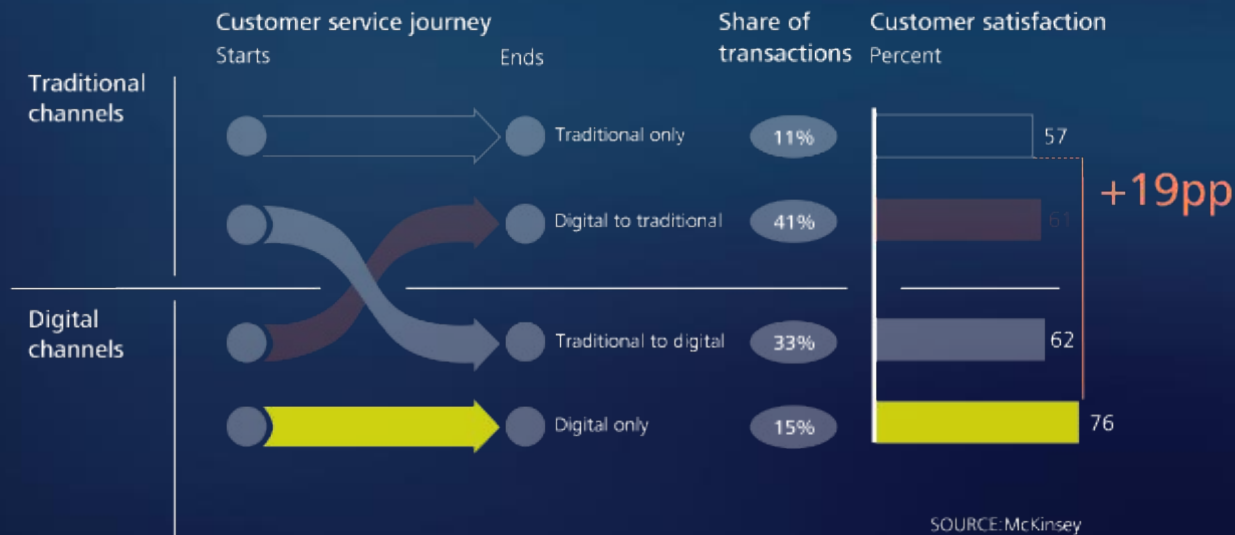 Customer service journey
Starts
Ends
Share of
transactions
Customer satisfaction
Percent
Traditional
channels
Traditional only
11%
57
+19pp
Digital to traditional
41%
61
Digital
channels
Traditional to digital
33%
62
Digital only
15%
76
SOURCE:McKinsey